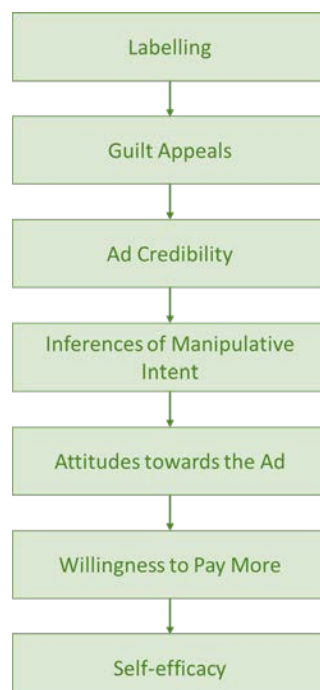 Labelling
Guilt Appeals
Ad Credibility
Inferences of Manipulative
Intent
Attitudes towards the Ad
Willingness to Pay More
Self-efficacy